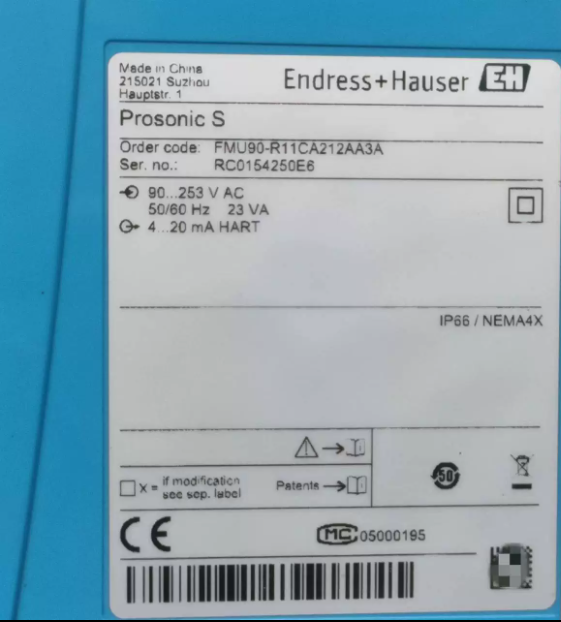 Made in China
215021 Suzhou
Hauptstr. 1
Endress+Hauser EH
Prosonic S
Order code: FMU90-R11CA212AA3A
Ser. no.: RC0154250E6
90...253 V AC
50/60 Hz 23 VA
4...20 mA HART
IP66 / NEMA4X
X = if modification
see sep. label
Patents
50
CE
MC 05000195